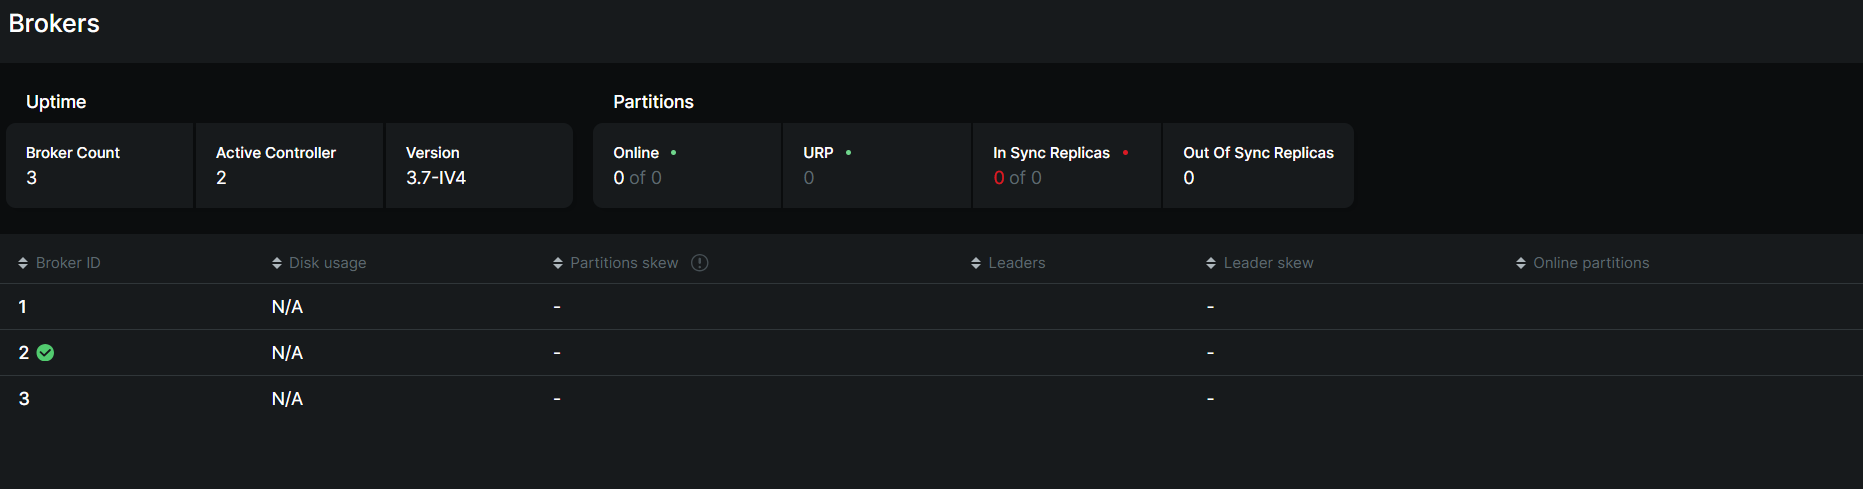 Brokers
Uptime
Partitions
Broker Count
Active Controller
Version
Online
URP
In Sync Replicas
Out Of Sync Replicas
3
2
3.7-IV4
0 of 0
0
0 of 0
0
Broker ID
Disk usage
Partitions skew
Leaders
Leader skew
Online partitions
1 N/A - -
2 N/A - -
3 N/A - -